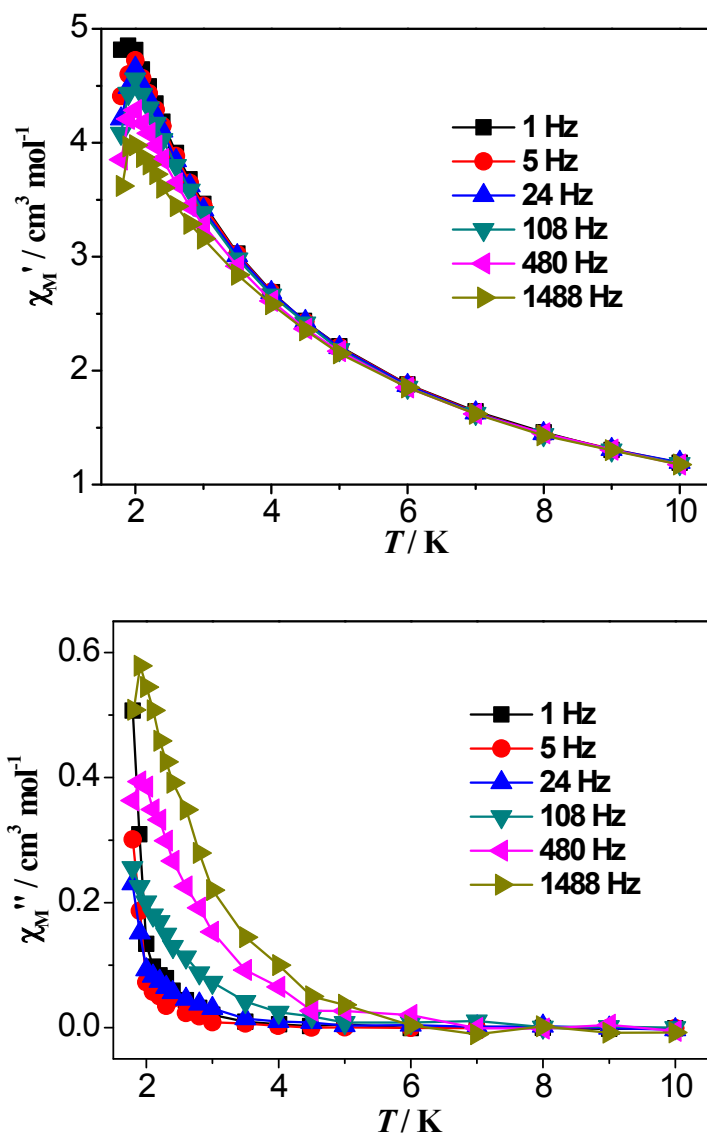 5
4
3
2
1
χM' / cm³ mol⁻¹
1 Hz
5 Hz
24 Hz
108 Hz
480 Hz
1488 Hz
2 4 6 8 10
T / K
0.6
0.4
0.2
0.0
χM'' / cm³ mol⁻¹
1 Hz
5 Hz
24 Hz
108 Hz
480 Hz
1488 Hz
2 4 6 8 10
T / K